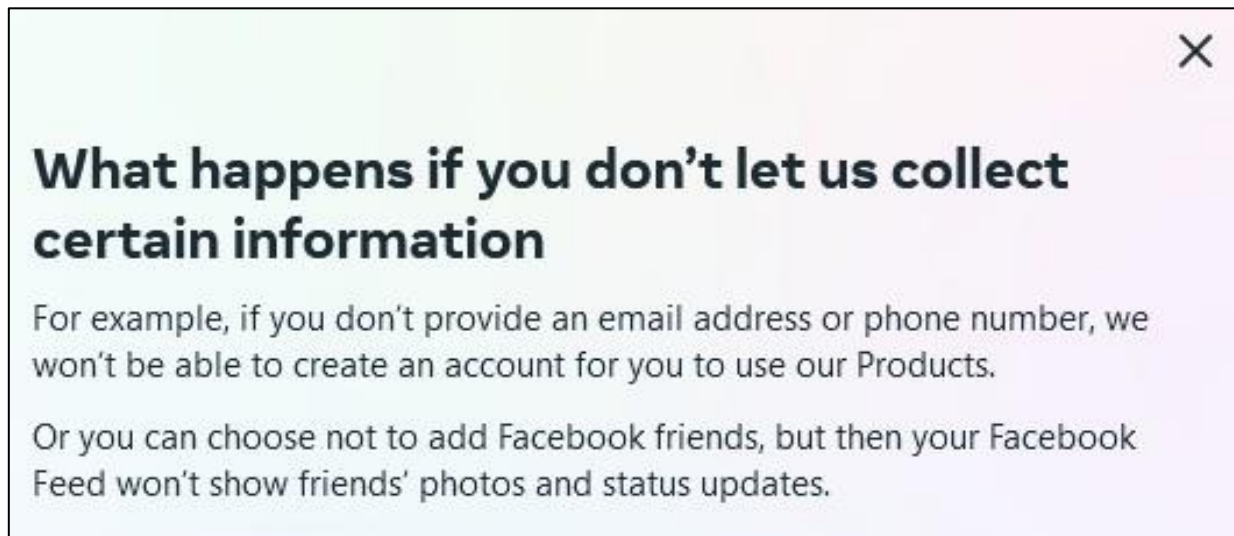 What happens if you don’t let us collect
certain information
For example, if you don’t provide an email address or phone number, we
won’t be able to create an account for you to use our Products.
Or you can choose not to add Facebook friends, but then your Facebook
Feed won’t show friends’ photos and status updates.